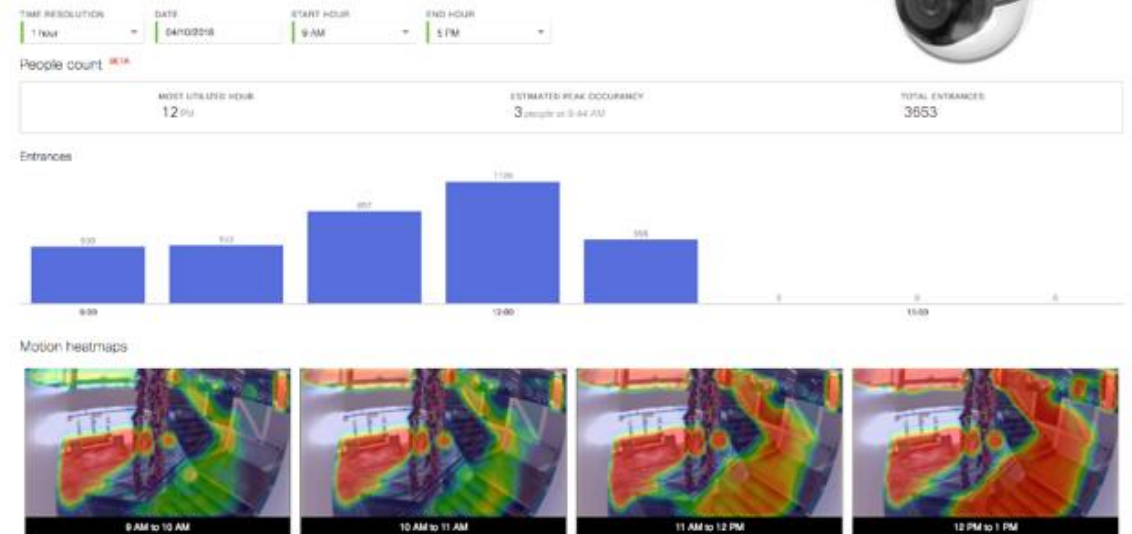 TIME RESOLUTION DATE START HOUR END HOUR
1 hour 04/10/2018 9 AM 5 PM
People count BETA
MOST UTILIZED HOUR ESTIMATED PEAK OCCUPANCY TOTAL ENTRANCES
12 PM 3 people at 9:44 AM 3653
Entrances
857
0 0 0
9:00 12:00
Motion heatmaps
9 AM to 10 AM 10 AM to 11 AM 11 AM to 12 PM 12 PM to 1 PM